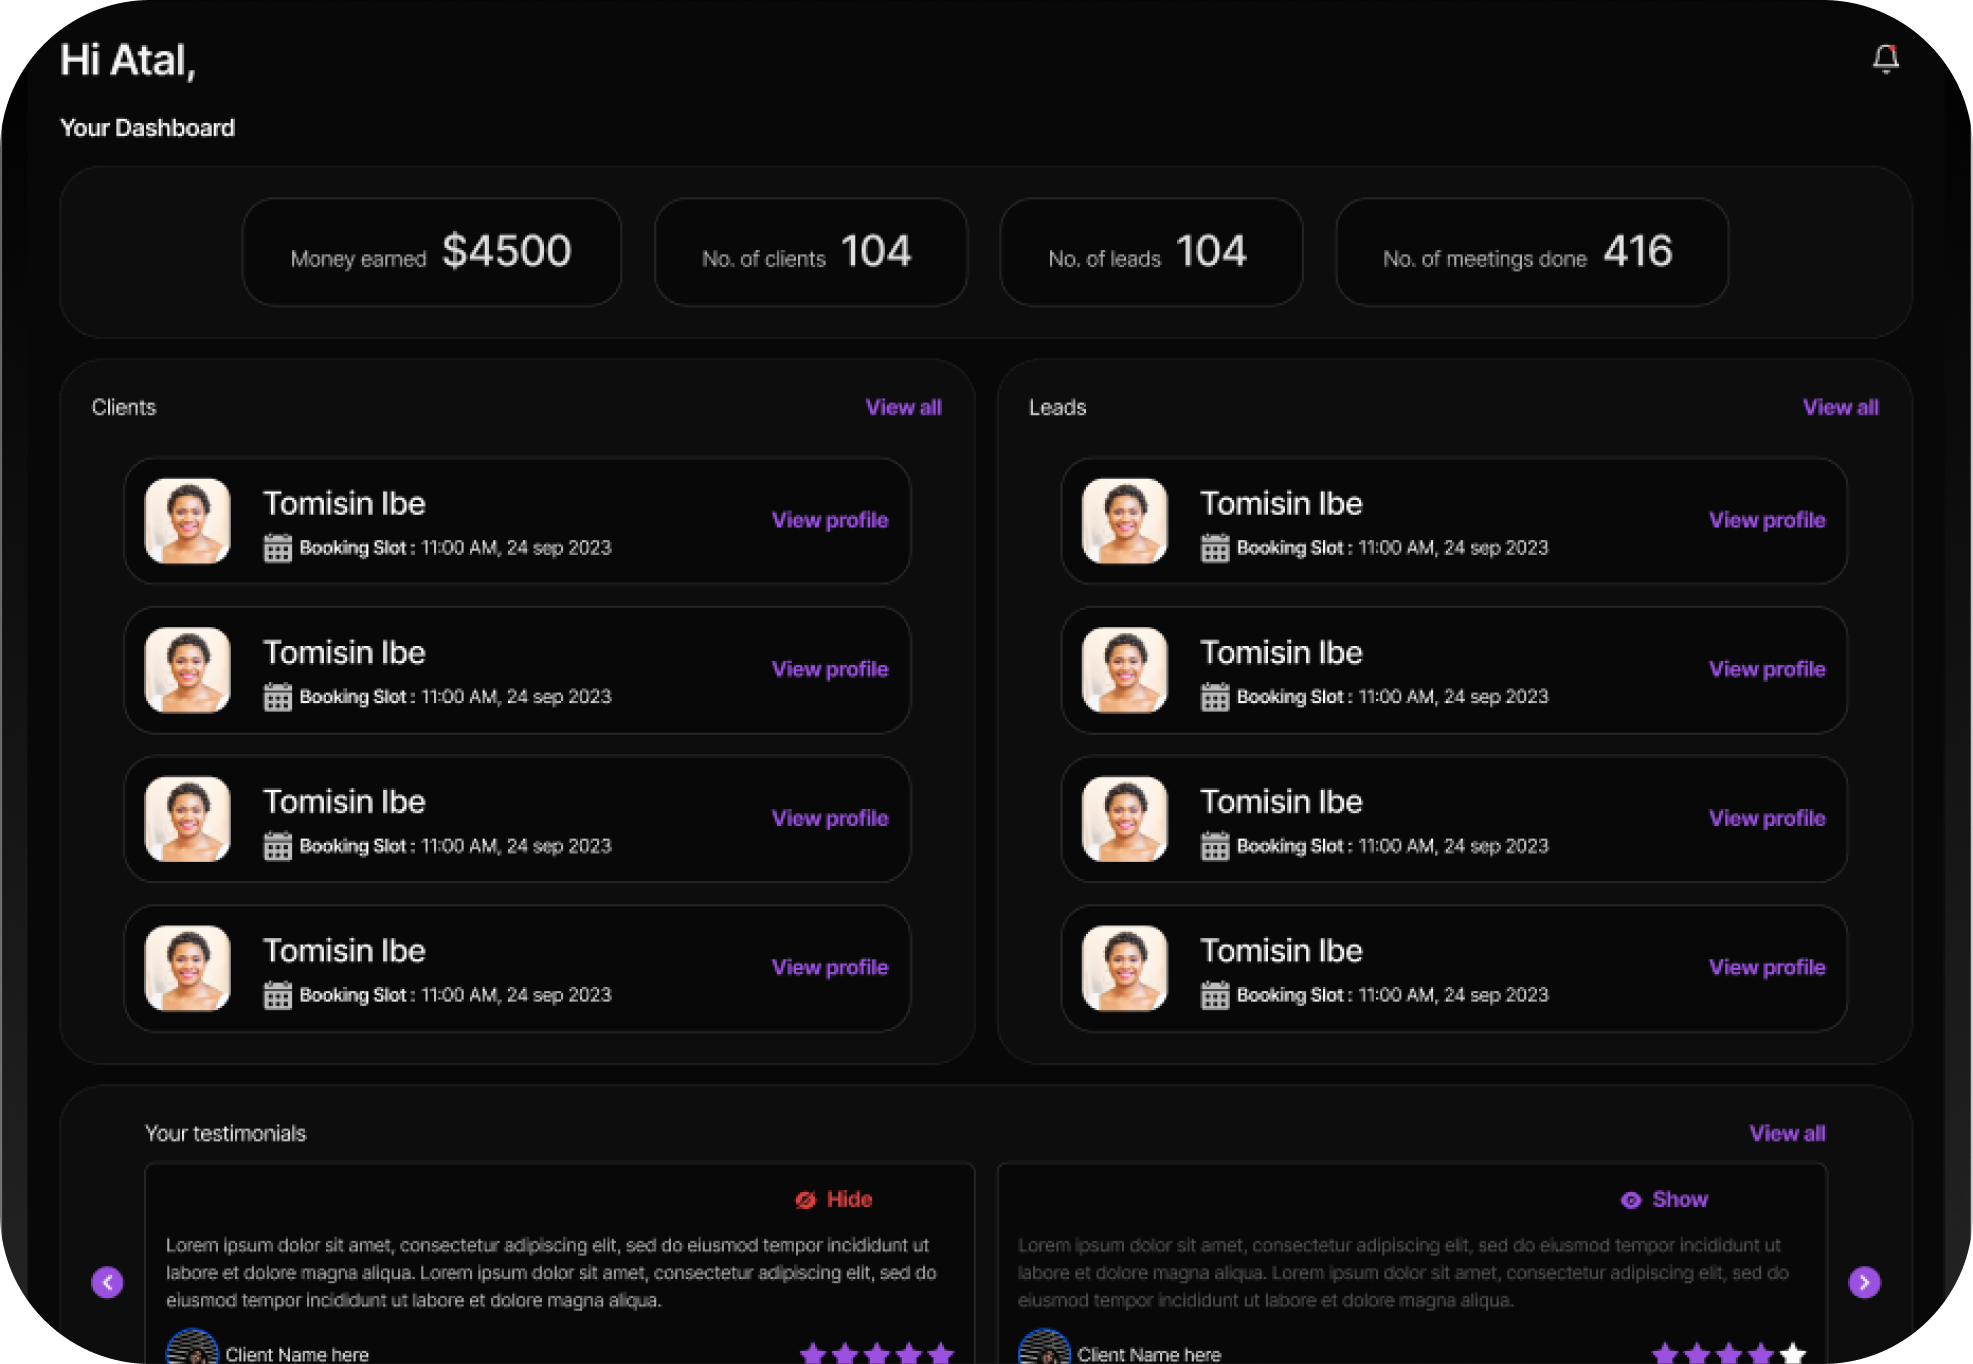 Hi Atal,
Your Dashboard
Money earned $4500
No. of clients 104
No. of leads 104
No. of meetings done 416
Clients
View all
Tomisin Ibe
Booking Slot : 11:00 AM, 24 sep 2023
View profile
Tomisin Ibe
Booking Slot : 11:00 AM, 24 sep 2023
View profile
Tomisin Ibe
Booking Slot : 11:00 AM, 24 sep 2023
View profile
Tomisin Ibe
Booking Slot : 11:00 AM, 24 sep 2023
View profile
Leads
View all
Tomisin Ibe
Booking Slot : 11:00 AM, 24 sep 2023
View profile
Tomisin Ibe
Booking Slot : 11:00 AM, 24 sep 2023
View profile
Tomisin Ibe
Booking Slot : 11:00 AM, 24 sep 2023
View profile
Tomisin Ibe
Booking Slot : 11:00 AM, 24 sep 2023
View profile
Your testimonials
View all
Hide
Lorem ipsum dolor sit amet, consectetur adipiscing elit, sed do eiusmod tempor incididunt ut
labore et dolore magna aliqua. Lorem ipsum dolor sit amet, consectetur adipiscing elit, sed do
eiusmod tempor incididunt ut labore et dolore magna aliqua.
Client Name here
Show
Lorem ipsum dolor sit amet, consectetur adipiscing elit, sed do eiusmod tempor incididunt ut
labore et dolore magna aliqua. Lorem ipsum dolor sit amet, consectetur adipiscing elit, sed do
eiusmod tempor incididunt ut labore et dolore magna aliqua.
Client Name here